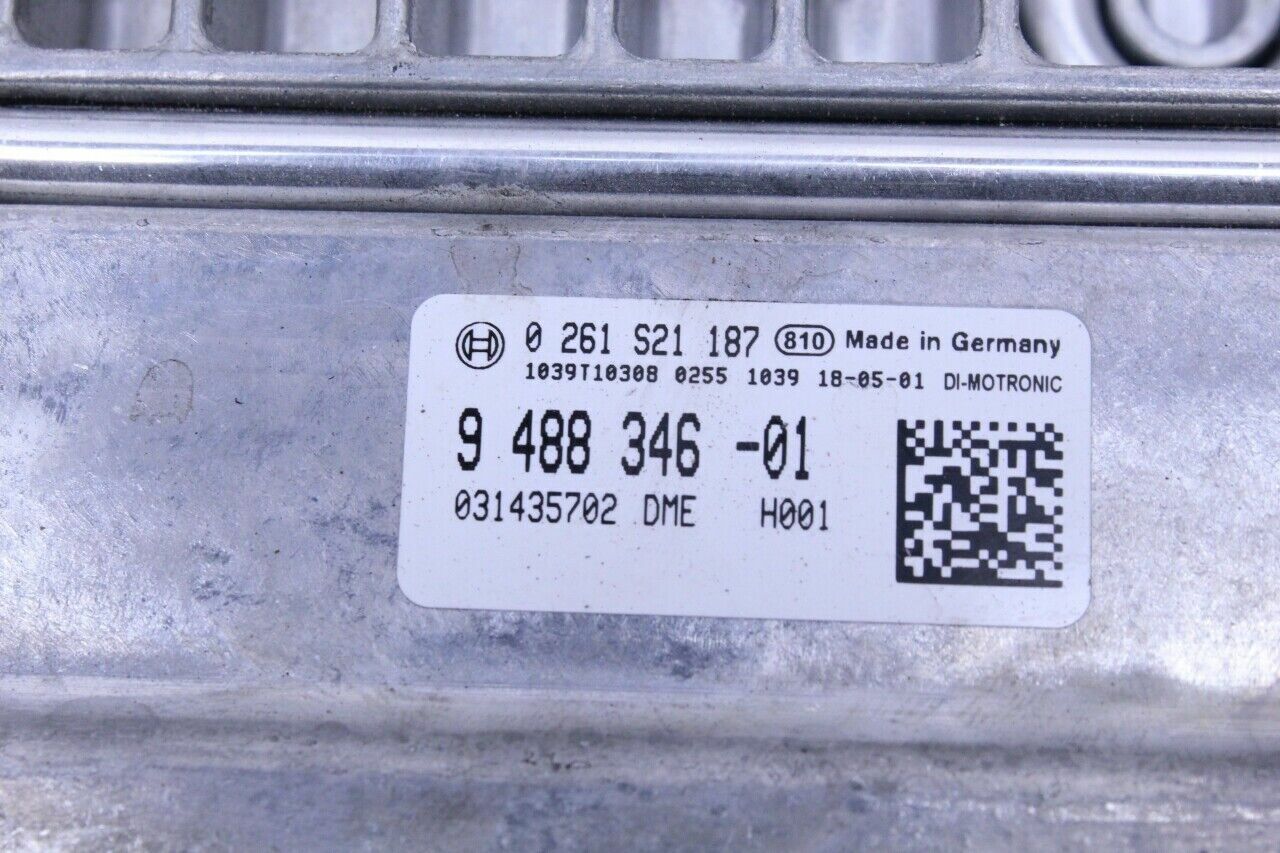 0 261 S21 187 810 Made in Germany
1039T10308 0255 1039 18-05-01 DI-MOTRONIC
9 488 346 -01
031435702 DME H001